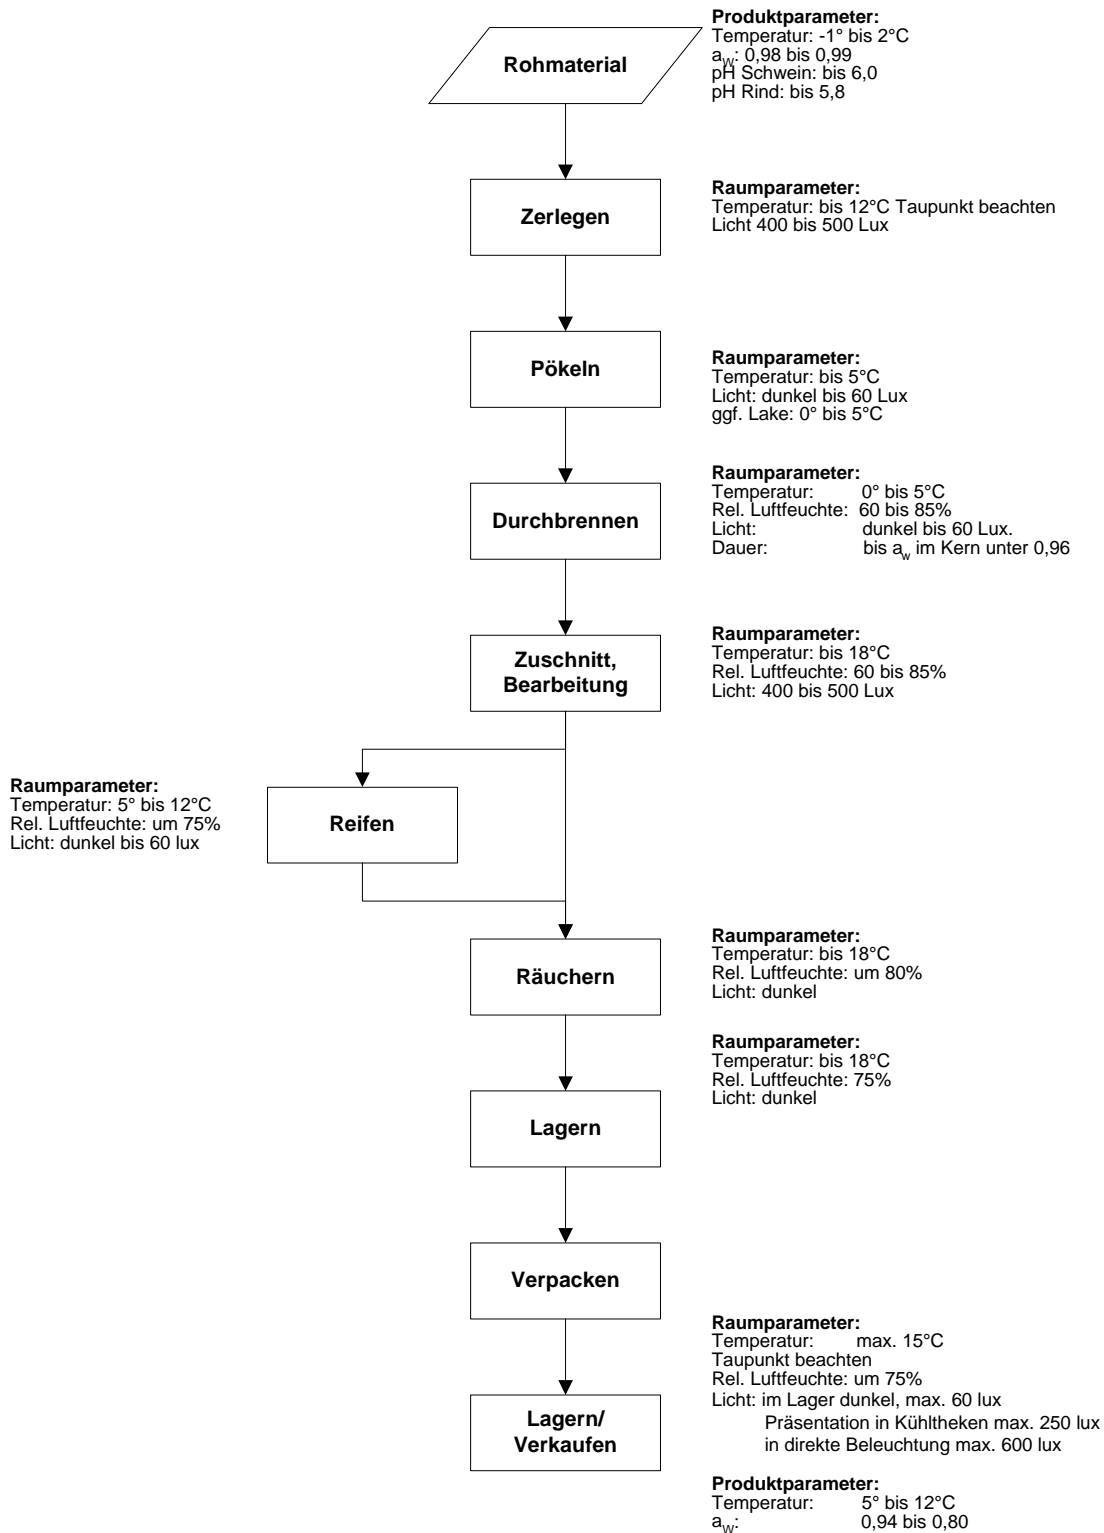 Produktparameter:
Temperatur: -1° bis 2°C
aw: 0,98 bis 0,99
pH Schwein: bis 6,0
pH Rind: bis 5,8
Rohmaterial
Raumparameter:
Temperatur: bis 12°C Taupunkt beachten
Licht 400 bis 500 Lux
Zerlegen
Raumparameter:
Temperatur: bis 5°C
Licht: dunkel bis 60 Lux
ggf. Lake: 0° bis 5°C
Pökeln
Raumparameter:
Temperatur: 0° bis 5°C
Rel. Luftfeuchte: 60 bis 85%
Licht: dunkel bis 60 Lux.
Dauer: bis aw im Kern unter 0,96
Durchbrennen
Raumparameter:
Temperatur: bis 18°C
Rel. Luftfeuchte: 60 bis 85%
Licht: 400 bis 500 Lux
Zuschnitt,
Bearbeitung
Raumparameter:
Temperatur: 5° bis 12°C
Rel. Luftfeuchte: um 75%
Licht: dunkel bis 60 lux
Reifen
Raumparameter:
Temperatur: bis 18°C
Rel. Luftfeuchte: um 80%
Licht: dunkel
Räuchern
Raumparameter:
Temperatur: bis 18°C
Rel. Luftfeuchte: 75%
Licht: dunkel
Lagern
Verpacken
Raumparameter:
Temperatur: max. 15°C
Taupunkt beachten
Rel. Luftfeuchte: um 75%
Licht: im Lager dunkel, max. 60 lux
Präsentation in Kühltheken max. 250 lux
in direkte Beleuchtung max. 600 lux
Lagern/
Verkaufen
Produktparameter:
Temperatur: 5° bis 12°C
aw: 0,94 bis 0,80